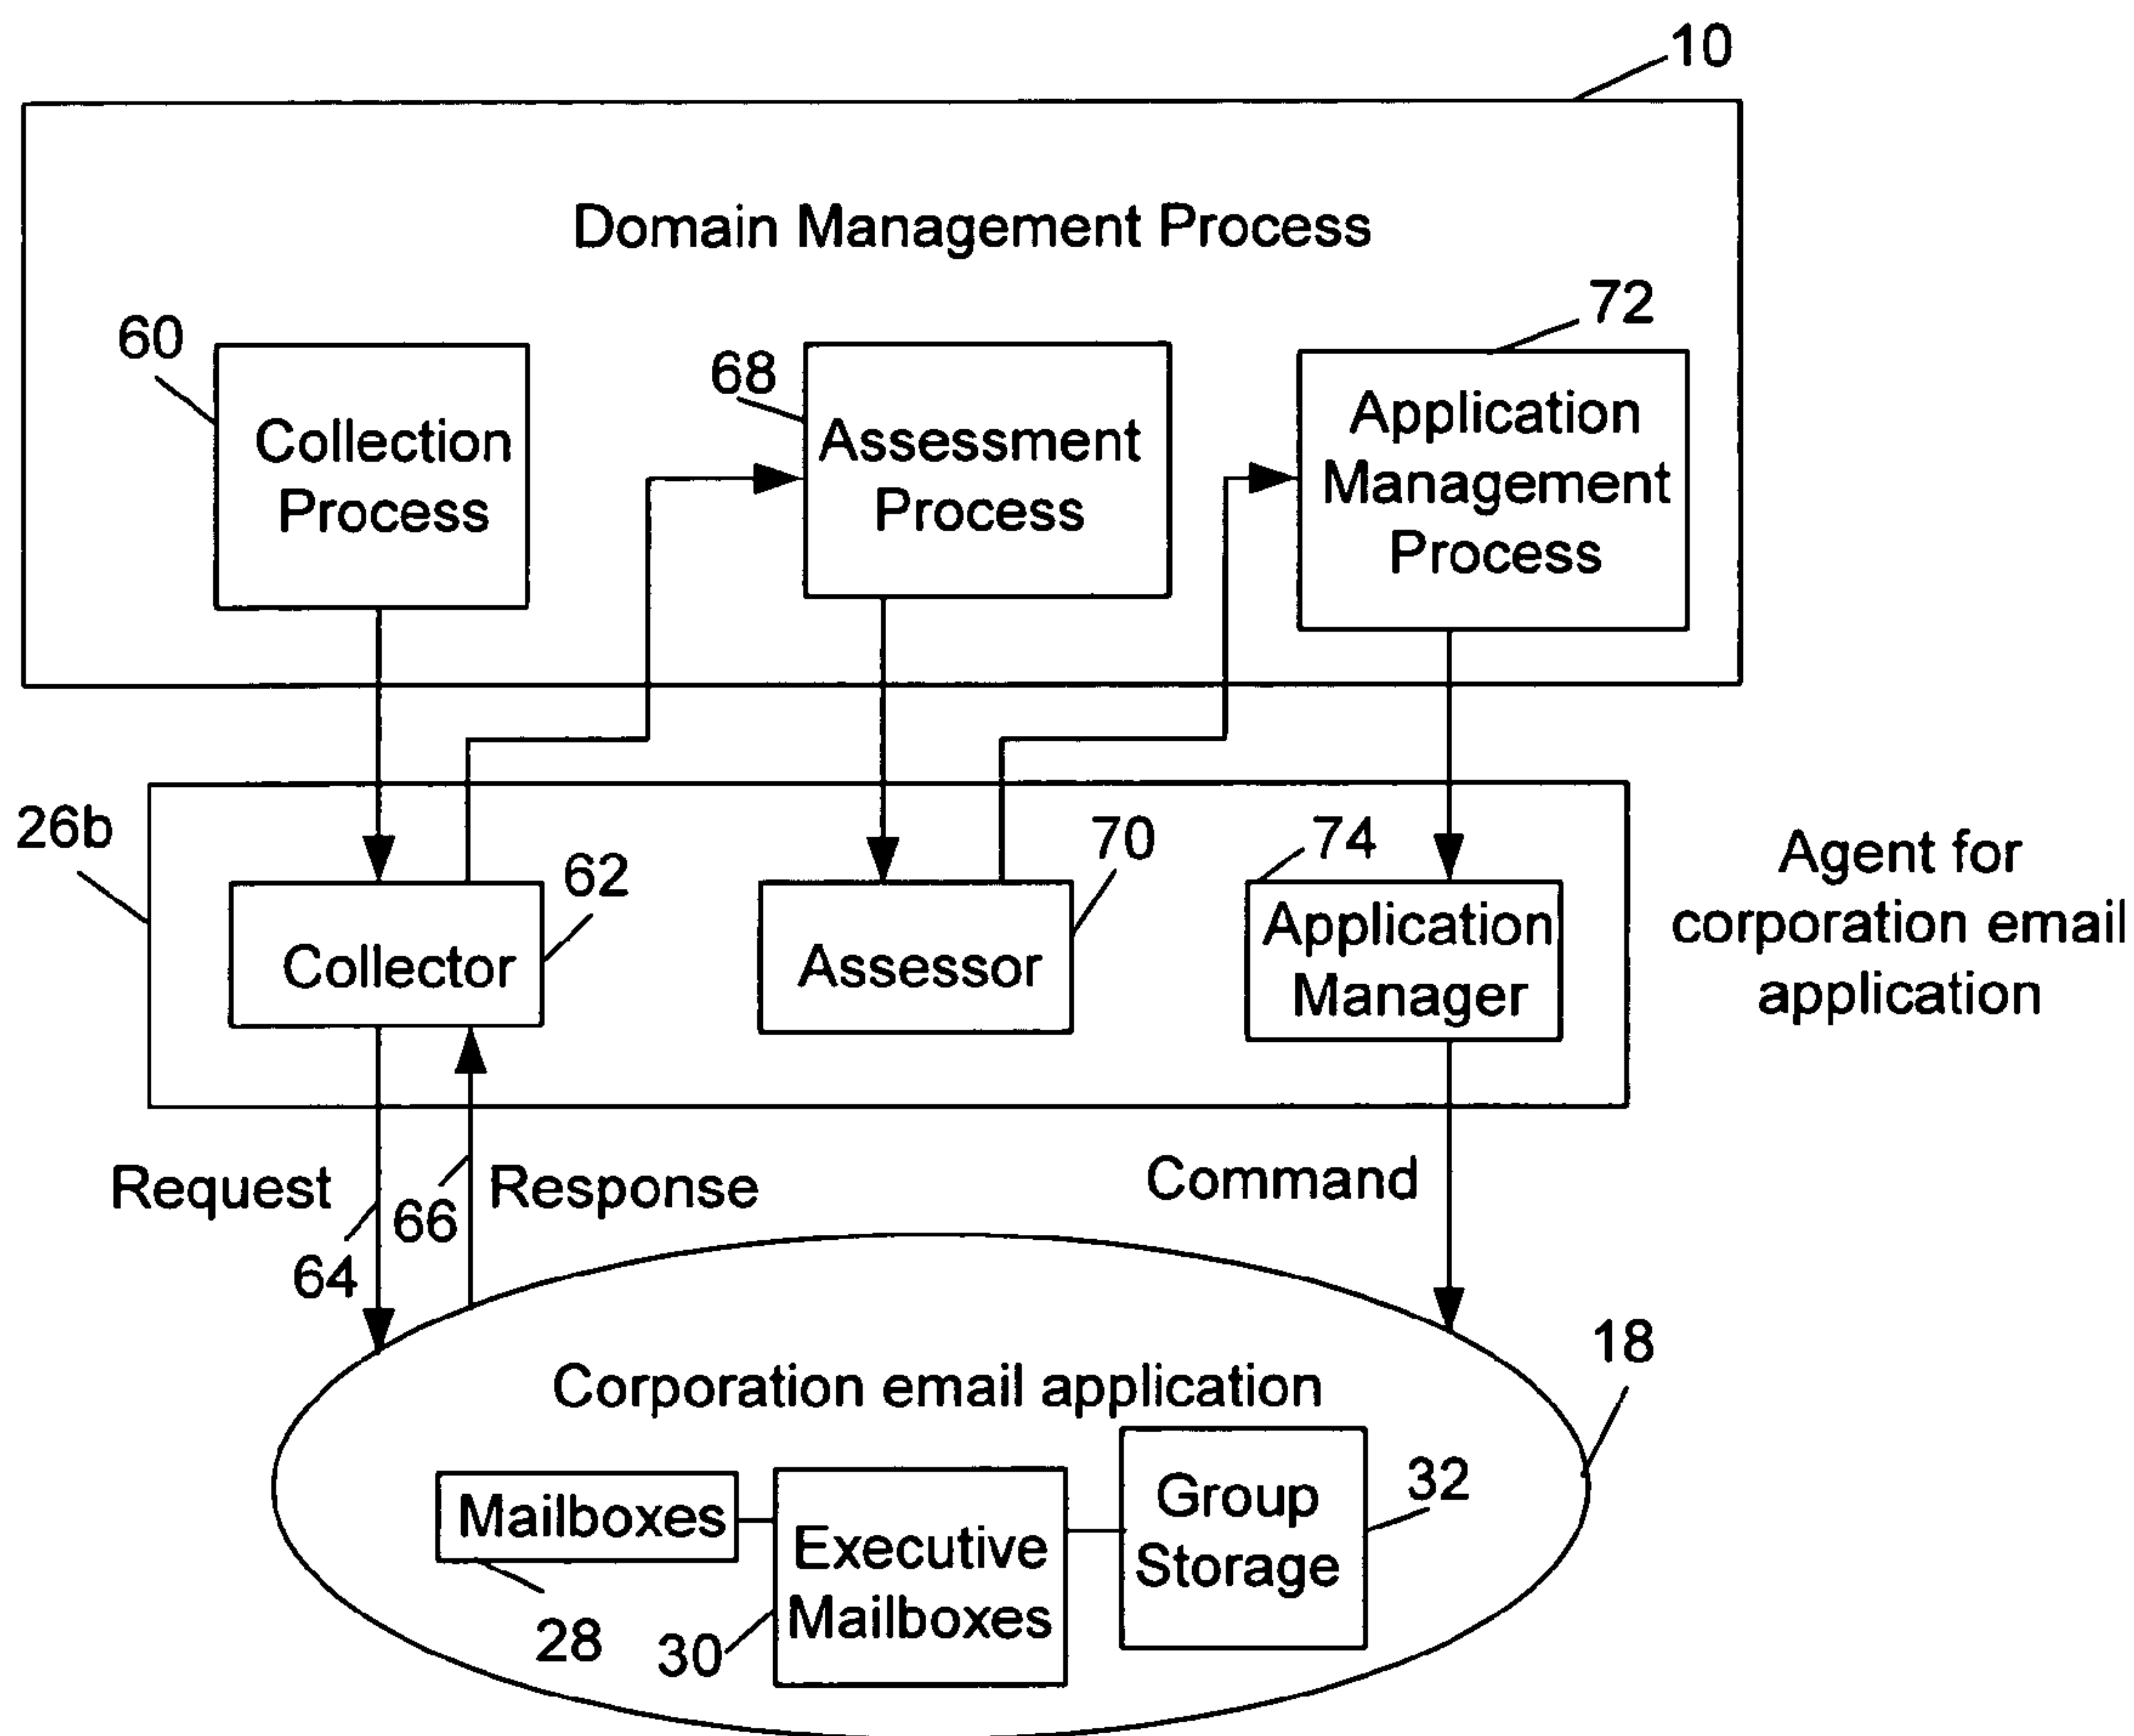 10
Domain Management Process
72
60
68
Collection
Process
Assessment
Process
Application
Management
Process
26b
62
70
74
Agent for
corporation email
application
Collector
Assessor
Application
Manager
Request
66
Response
Command
64
18
Corporation email application
Mailboxes
Executive
Mailboxes
Group
Storage
32
28
30